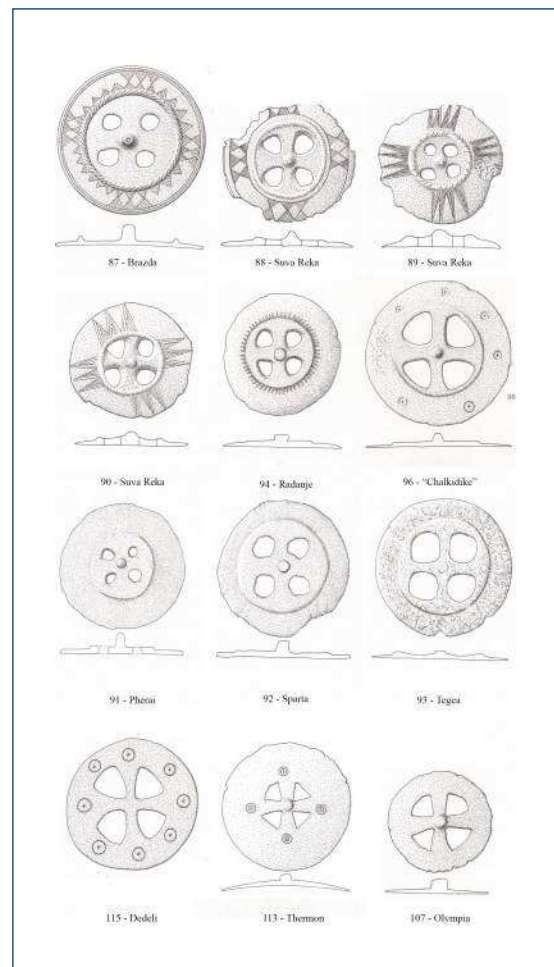 87 - Brazda
88 - Suva Reka
89 - Suva Reka
90 - Suva Reka
94 - Radanje
96 - “Chalkidike”
91 - Pherai
92 - Sparta
93 - Tegea
115 - Dedeli
113 - Thermon
107 - Olympia